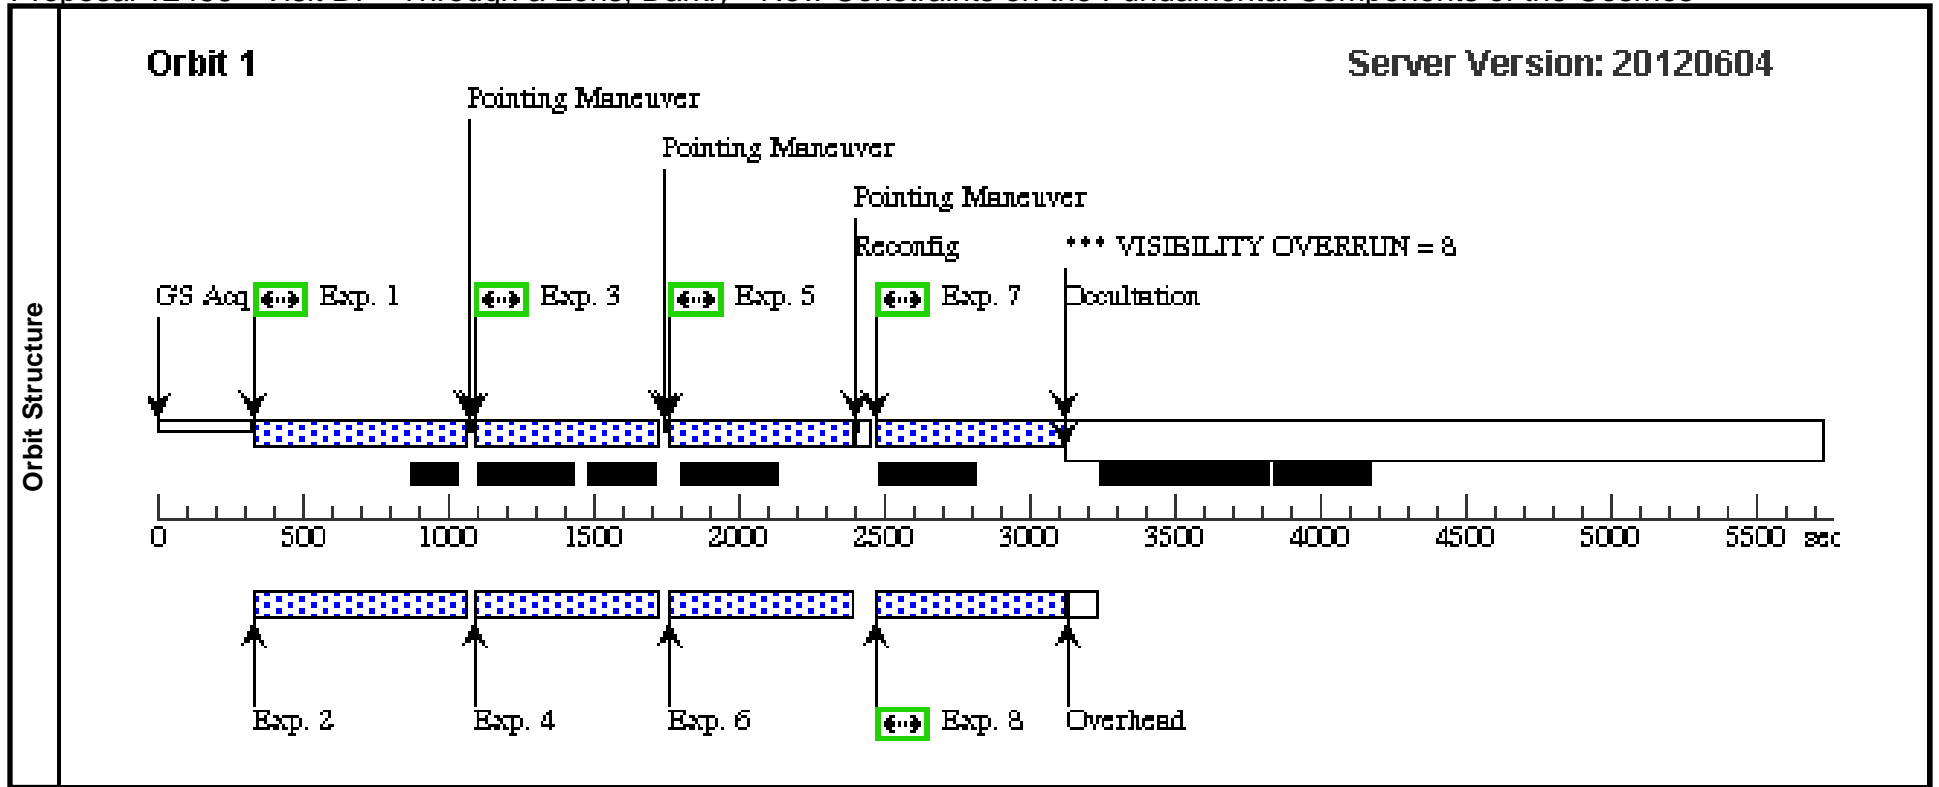 Orbit 1
Server Version: 20120604
Pointing Maneuver
Pointing Maneuver
Pointing Maneuver
Reconfig
*** VISIBILITY OVERRUN = 8
GS Acq
Exp. 1
Exp. 3
Exp. 5
Exp. 7
Occultation
Orbit Structure
0 500 1000 1500 2000 2500 3000 3500 4000 4500 5000 5500 sec
Exp. 2
Exp. 4
Exp. 6
Exp. 8
Overhead